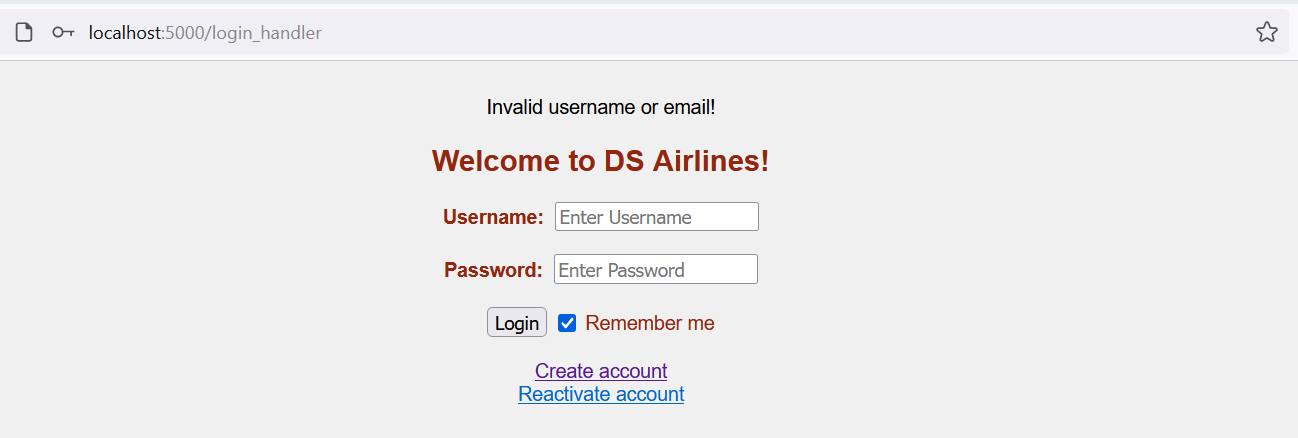 localhost:5000/login_handler
Invalid username or email!
Welcome to DS Airlines!
Username: Enter Username
Password: Enter Password
Login Remember me
Create account
Reactivate account